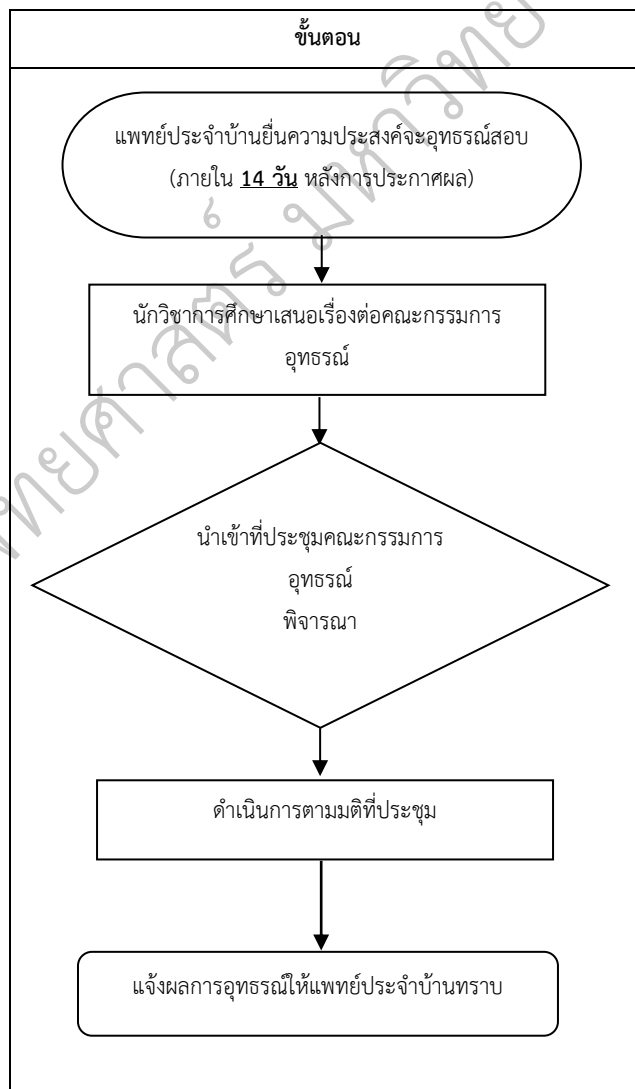 ขั้นตอน
แพทย์ประจำบ้านยื่นความประสงค์จะอุทธรณ์สอบ
(ภายใน 14 วัน หลังการประกาศผล)
นักวิชาการศึกษาเสนอเรื่องต่อคณะกรรมการ
อุทธรณ์
นำเข้าที่ประชุมคณะกรรมการ
อุทธรณ์
พิจารณา
ดำเนินการตามมติที่ประชุม
แจ้งผลการอุทธรณ์ให้แพทย์ประจำบ้านทราบ